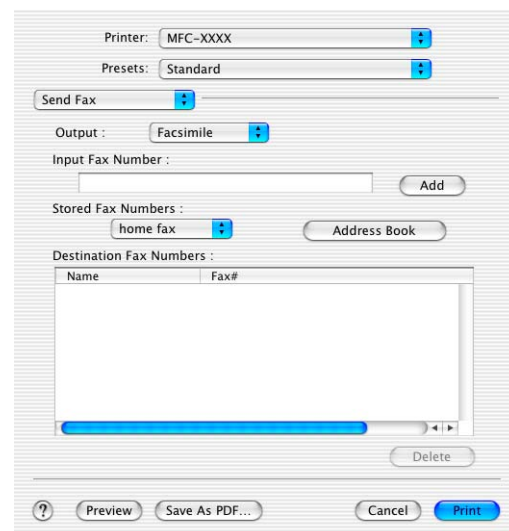 Printer: MFC-XXXX
Presets: Standard
Send Fax
Output : Facsimile
Input Fax Number :
Add
Stored Fax Numbers :
home fax Address Book
Destination Fax Numbers :
Name Fax#
Delete
? Preview Save As PDF... Cancel Print